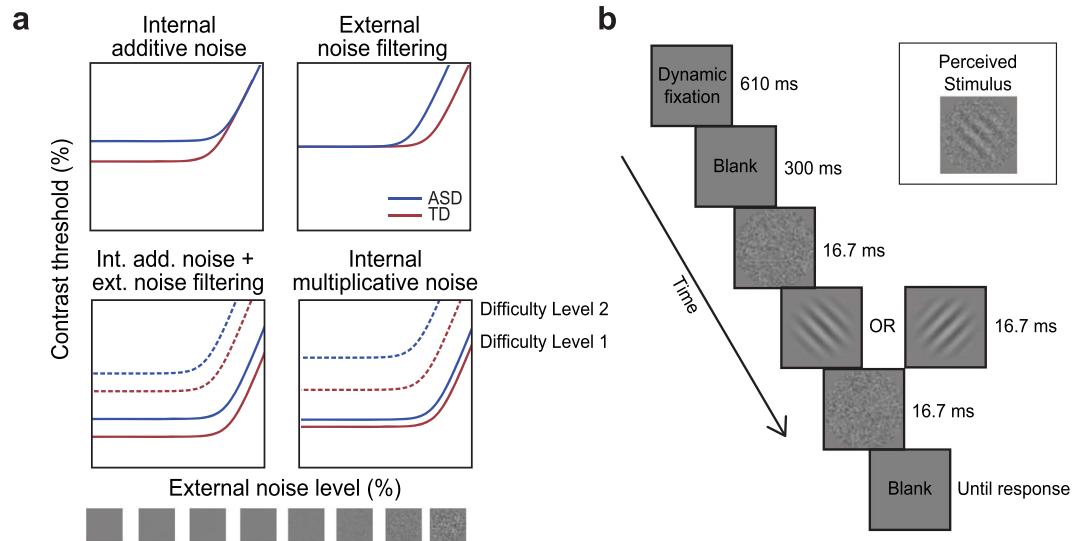 a
Internal
additive noise
External
noise filtering
ASD
TD
Contrast threshold (%)
Int. add. noise +
ext. noise filtering
Internal
multiplicative noise
Difficulty Level 2
Difficulty Level 1
External noise level (%)
b
Dynamic
fixation
610 ms
Blank
300 ms
16.7 ms
OR
16.7 ms
16.7 ms
Blank
Until response
Time
Perceived
Stimulus